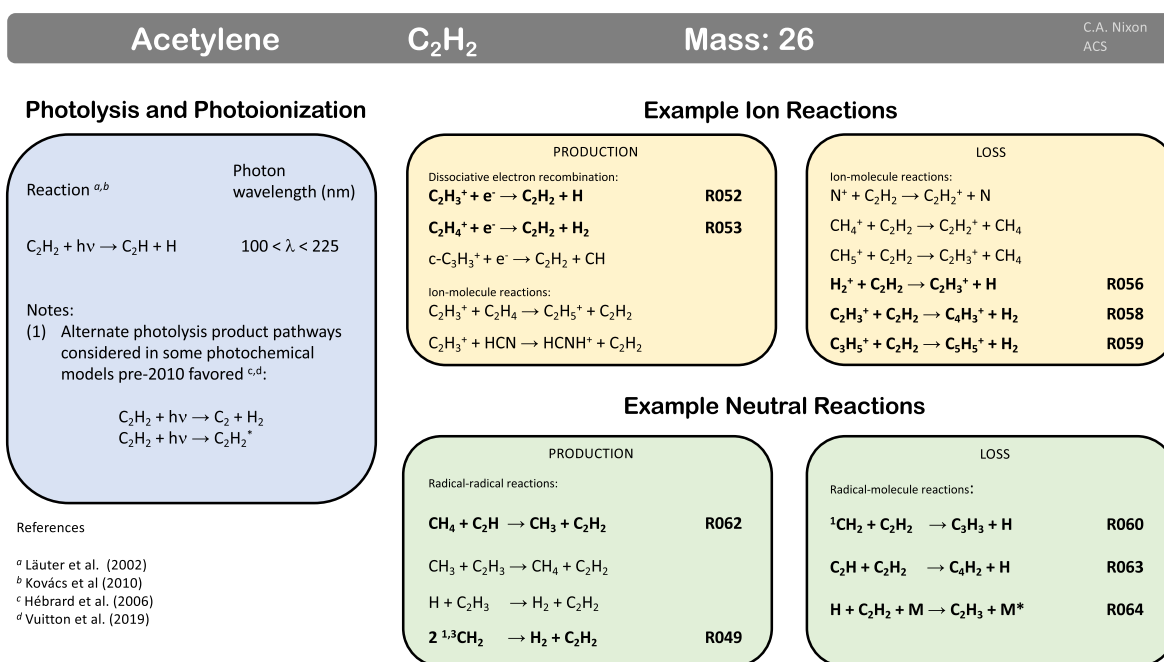 Acetylene C₂H₂ Mass: 26
C.A. Nixon
ACS
Photolysis and Photoionization
Reaction ᵃ,ᵇ
Photon
wavelength (nm)
C₂H₂ + hν → C₂H + H 100 < λ < 225
Notes:
(1) Alternate photolysis product pathways
considered in some photochemical
models pre-2010 favored ᶜ,ᵈ:
C₂H₂ + hν → C₂ + H₂
C₂H₂ + hν → C₂H₂*
References
ᵃ Läuter et al. (2002)
ᵇ Kovács et al (2010)
ᶜ Hébrard et al. (2006)
ᵈ Vuitton et al. (2019)
Example Ion Reactions
PRODUCTION
Dissociative electron recombination:
C₂H₃⁺ + e⁻ → C₂H₂ + H R052
C₂H₄⁺ + e⁻ → C₂H₂ + H₂ R053
c-C₃H₃⁺ + e⁻ → C₂H₂ + CH
Ion-molecule reactions:
C₂H₃⁺ + C₂H₄ → C₂H₅⁺ + C₂H₂
C₂H₃⁺ + HCN → HCNH⁺ + C₂H₂
LOSS
Ion-molecule reactions:
N⁺ + C₂H₂ → C₂H₂⁺ + N
CH₄⁺ + C₂H₂ → C₂H₂⁺ + CH₄
CH₅⁺ + C₂H₂ → C₂H₃⁺ + CH₄
H₂⁺ + C₂H₂ → C₂H₃⁺ + H R056
C₂H₃⁺ + C₂H₂ → C₄H₃⁺ + H₂ R058
C₃H₅⁺ + C₂H₂ → C₅H₅⁺ + H₂ R059
Example Neutral Reactions
PRODUCTION
Radical-radical reactions:
CH₄ + C₂H → CH₃ + C₂H₂ R062
CH₃ + C₂H₃ → CH₄ + C₂H₂
H + C₂H₃ → H₂ + C₂H₂
2 ¹,³CH₂ → H₂ + C₂H₂ R049
LOSS
Radical-molecule reactions:
¹CH₂ + C₂H₂ → C₃H₃ + H R060
C₂H + C₂H₂ → C₄H₂ + H R063
H + C₂H₂ + M → C₂H₃ + M* R064